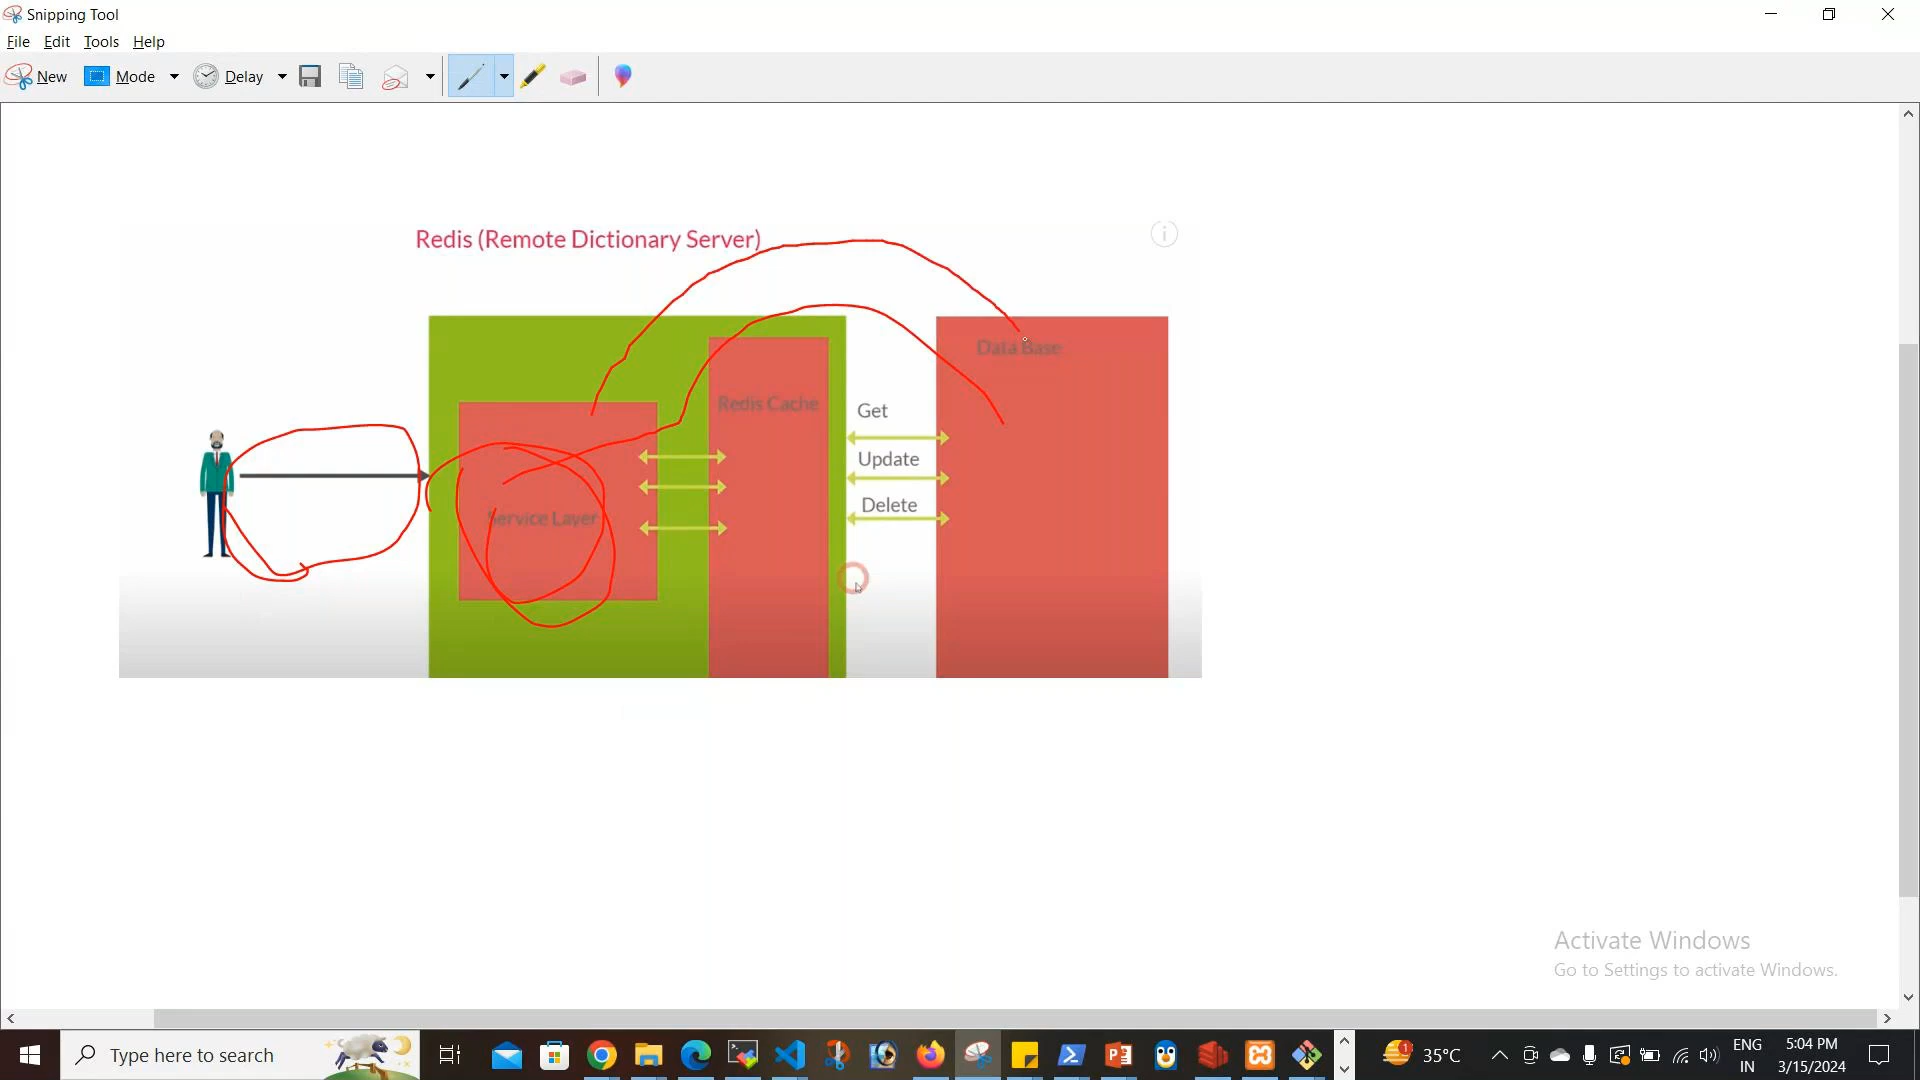 Snipping Tool
File Edit Tools Help
New Mode Delay
Redis (Remote Dictionary Server)
Data Base
Redis Cache
Get
Update
Delete
Service Layer
Activate Windows
Go to Settings to activate Windows.
Type here to search
35°C
ENG
IN
5:04 PM
3/15/2024